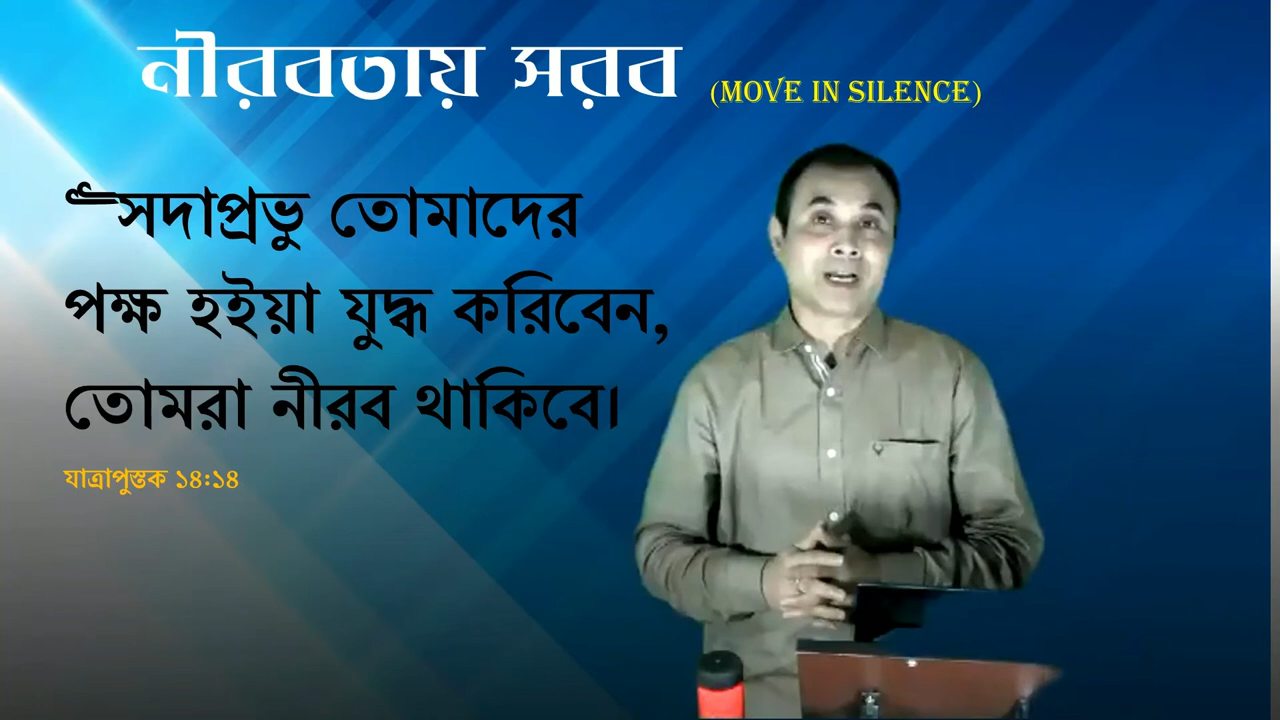 নীরবতায় সরব (MOVE IN SILENCE)
সদাপ্রভু তোমাদের
পক্ষ হইয়া যুদ্ধ করিবেন,
তোমরা নীরব থাকিবে।
যাত্রাপুস্তক ১৪:১৪